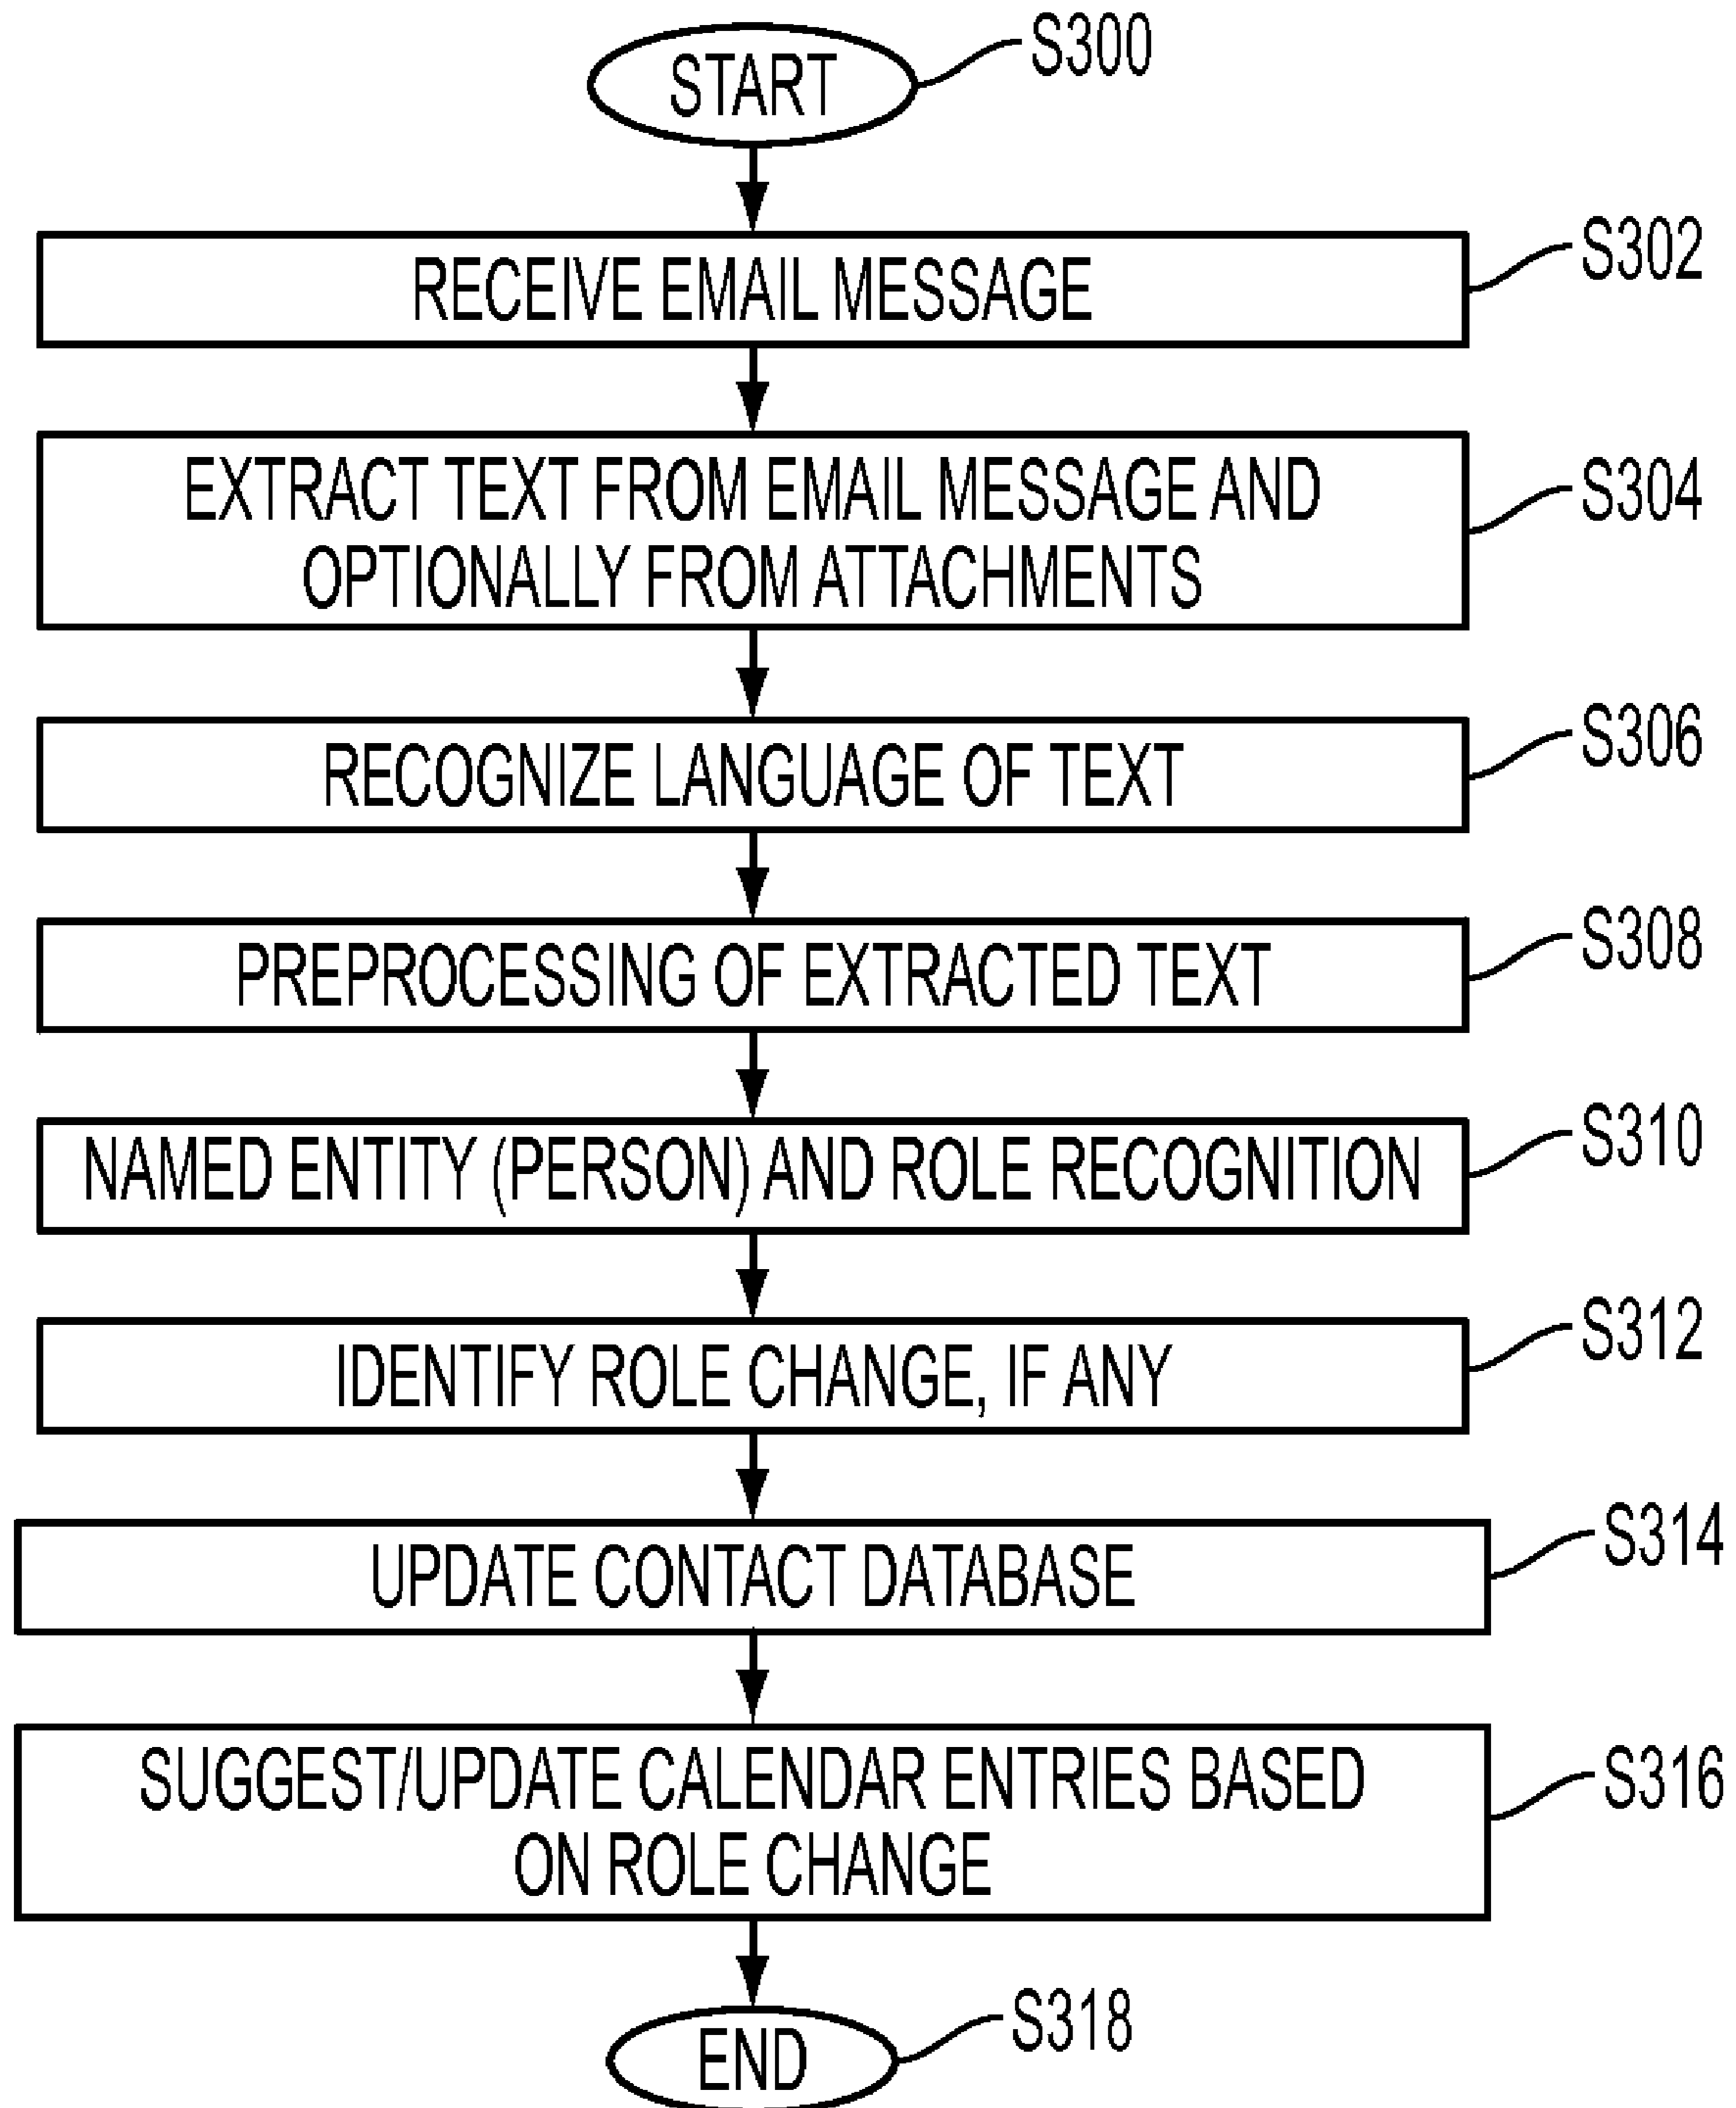 START
S300
RECEIVE EMAIL MESSAGE
S302
EXTRACT TEXT FROM EMAIL MESSAGE AND
OPTIONALLY FROM ATTACHMENTS
S304
RECOGNIZE LANGUAGE OF TEXT
S306
PREPROCESSING OF EXTRACTED TEXT
S308
NAMED ENTITY (PERSON) AND ROLE RECOGNITION
S310
IDENTIFY ROLE CHANGE, IF ANY
S312
UPDATE CONTACT DATABASE
S314
SUGGEST/UPDATE CALENDAR ENTRIES BASED
ON ROLE CHANGE
S316
END
S318